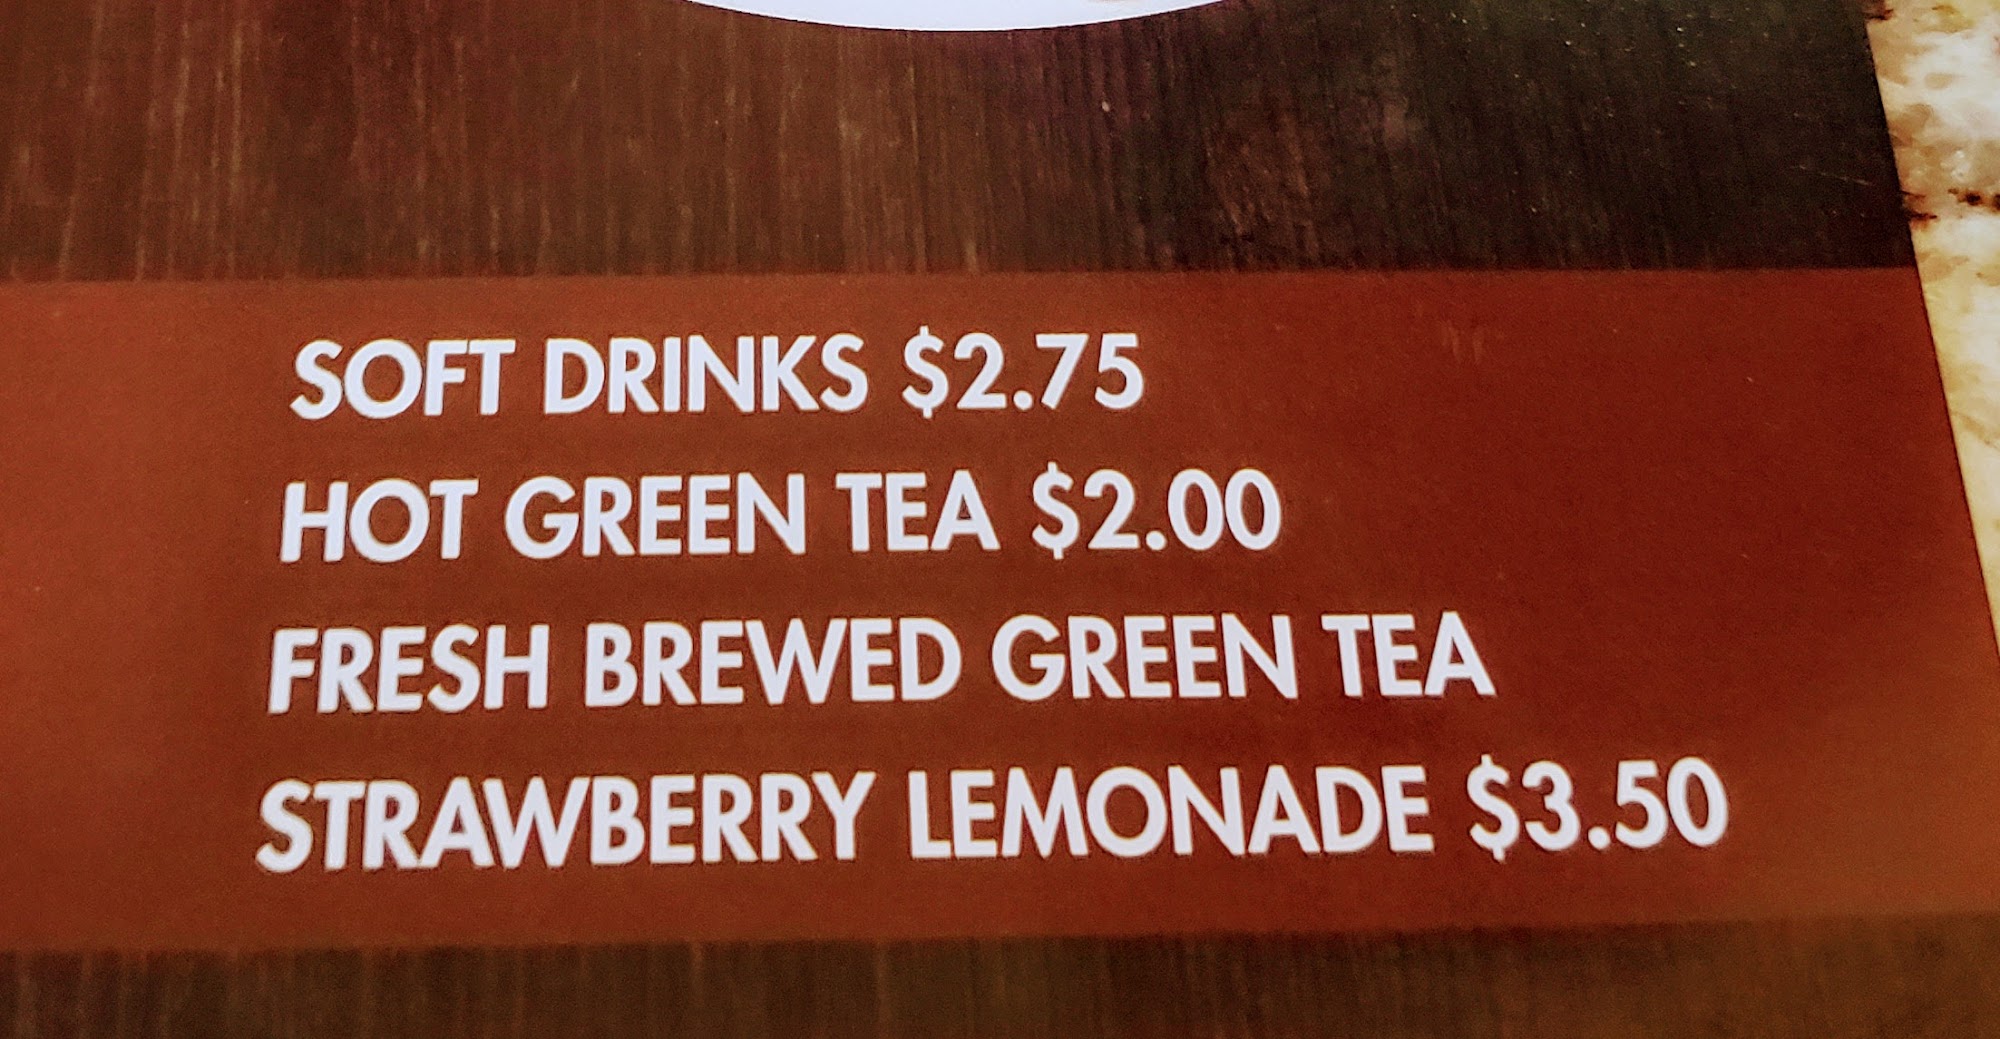 SOFT DRINKS $2.75
HOT GREEN TEA $2.00
FRESH BREWED GREEN TEA
STRAWBERRY LEMONADE $3.50